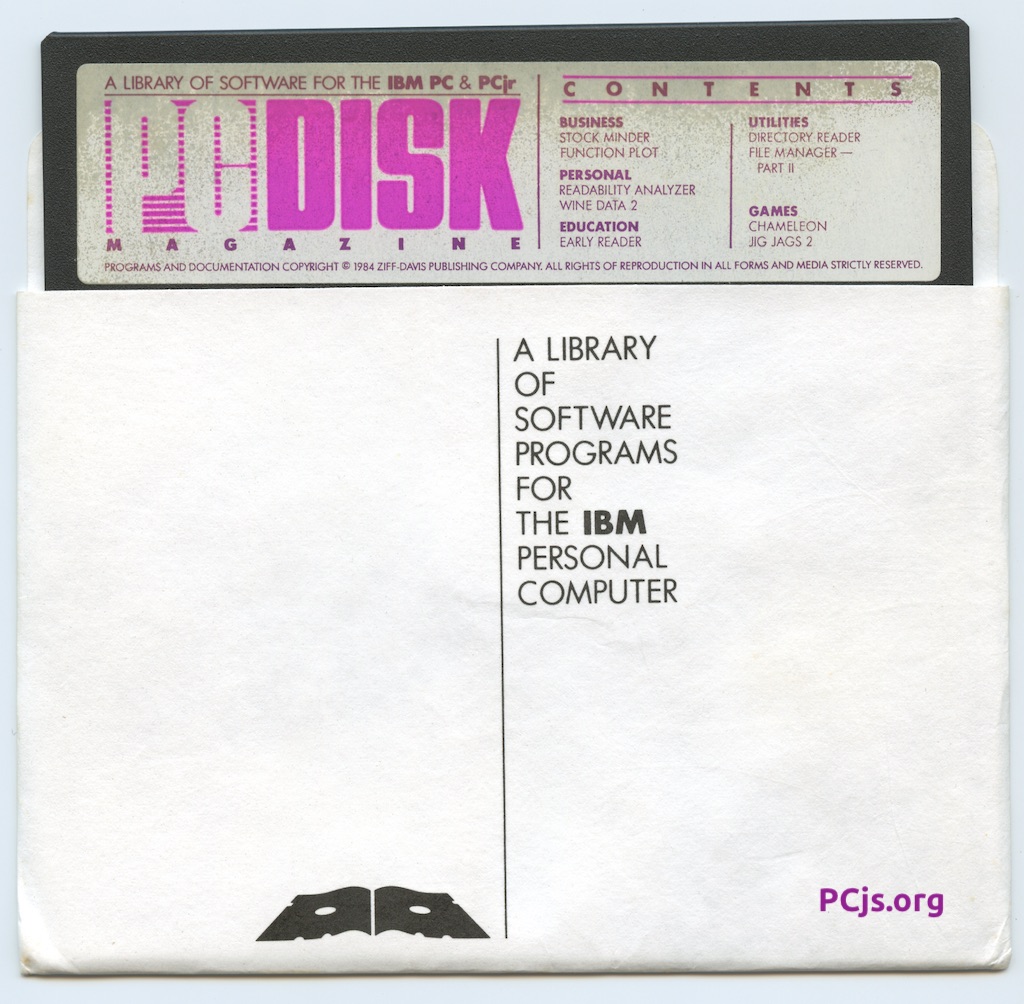 A LIBRARY OF SOFTWARE FOR THE IBM PC & PCjr
PC DISK
MAGAZINE
CONTENTS
BUSINESS
STOCK MINDER
FUNCTION PLOT
PERSONAL
READABILITY ANALYZER
WINE DATA 2
EDUCATION
EARLY READER
UTILITIES
DIRECTORY READER
FILE MANAGER —
PART II
GAMES
CHAMELEON
JIG JAGS 2
PROGRAMS AND DOCUMENTATION COPYRIGHT © 1984 ZIFF-DAVIS PUBLISHING COMPANY. ALL RIGHTS OF REPRODUCTION IN ALL FORMS AND MEDIA STRICTLY RESERVED.
A LIBRARY
OF
SOFTWARE
PROGRAMS
FOR
THE IBM
PERSONAL
COMPUTER
PCjs.org